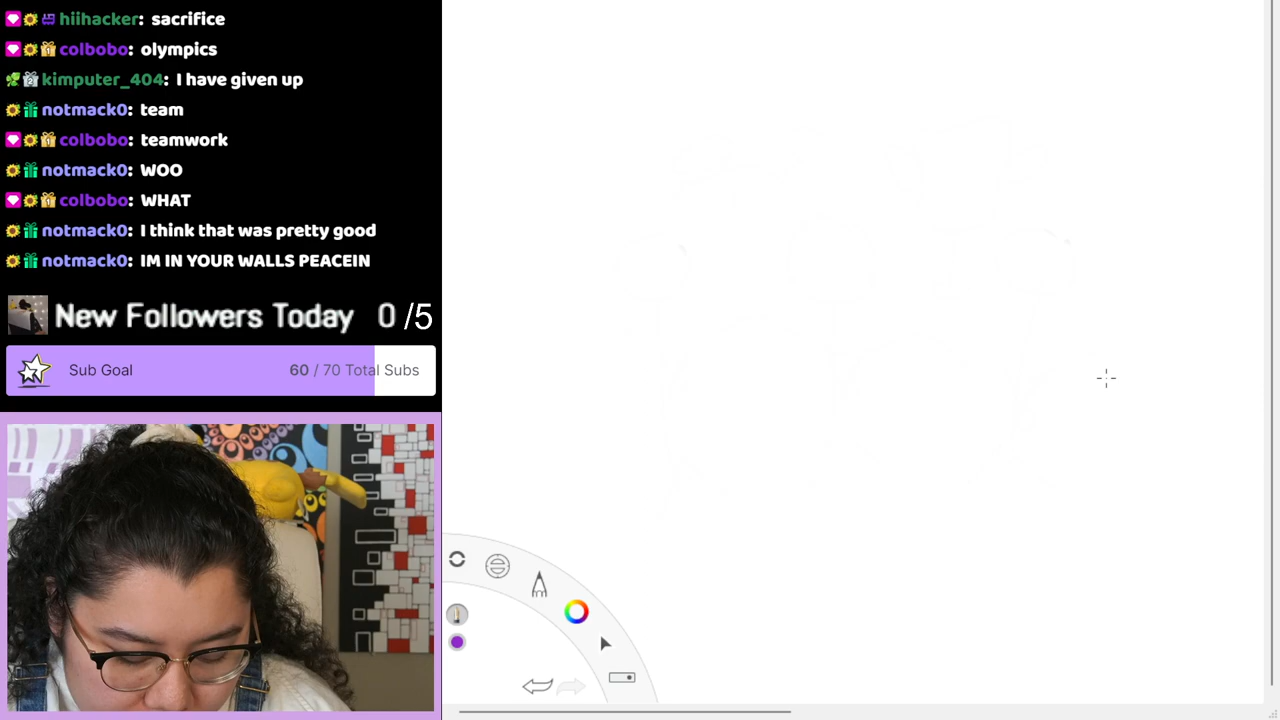 hiihacker: sacrifice
colbobo: olympics
kimputer_404: I have given up
notmack0: team
colbobo: teamwork
notmack0: WOO
colbobo: WHAT
notmack0: I think that was pretty good
notmack0: IM IN YOUR WALLS PEACEIN
New Followers Today 0 /5
Sub Goal 60 / 70 Total Subs